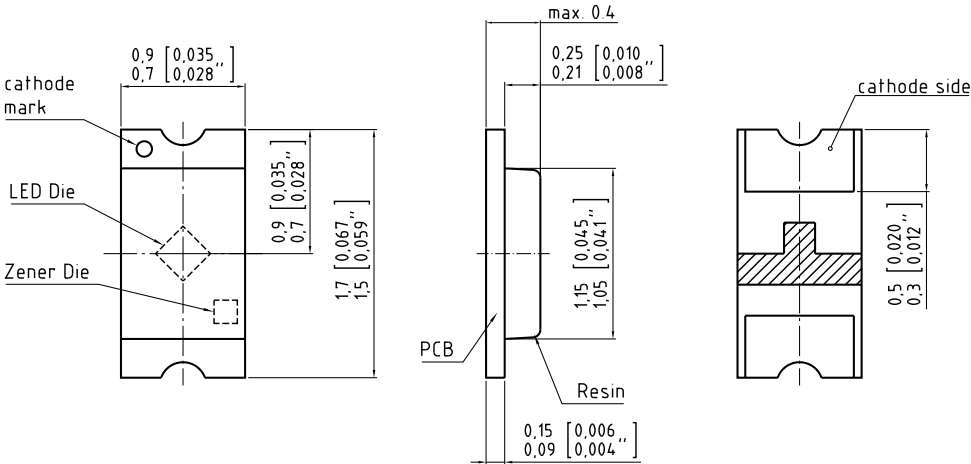 max. 0.4
0,9 [0,035
0,7 [0,028"]
0,25 [0,010
0,21 [0,008"]
cathode
mark
cathode side
LED Die
0,9 [0,035
0,7 [0,028"]
1,7 [0,067
1,5 [0,059"]
1,15 [0,045
1,05 [0,041"]
0,5 [0,020
0,3 [0,012"]
Zener Die
PCB
Resin
0,15 [0,006
0,09 [0,004"]